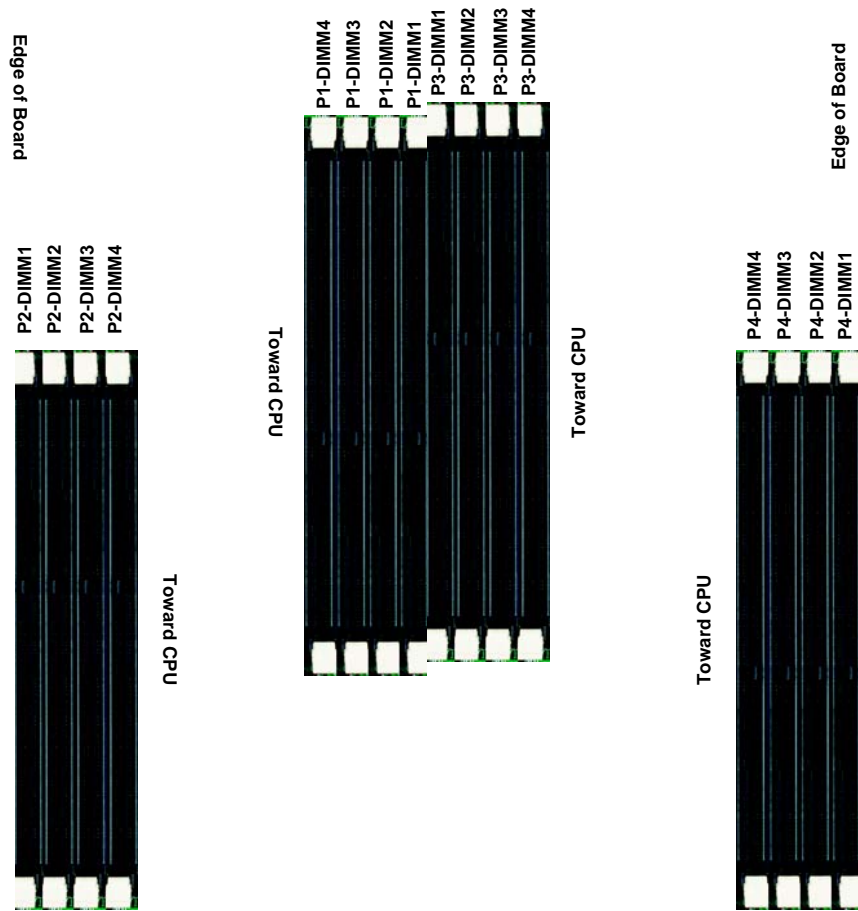 Edge of Board
P1-DIMM4
P1-DIMM3
P1-DIMM2
P1-DIMM1
P3-DIMM1
P3-DIMM2
P3-DIMM3
P3-DIMM4
Edge of Board
P2-DIMM1
P2-DIMM2
P2-DIMM3
P2-DIMM4
Toward CPU
Toward CPU
P4-DIMM4
P4-DIMM3
P4-DIMM2
P4-DIMM1
Toward CPU
Toward CPU